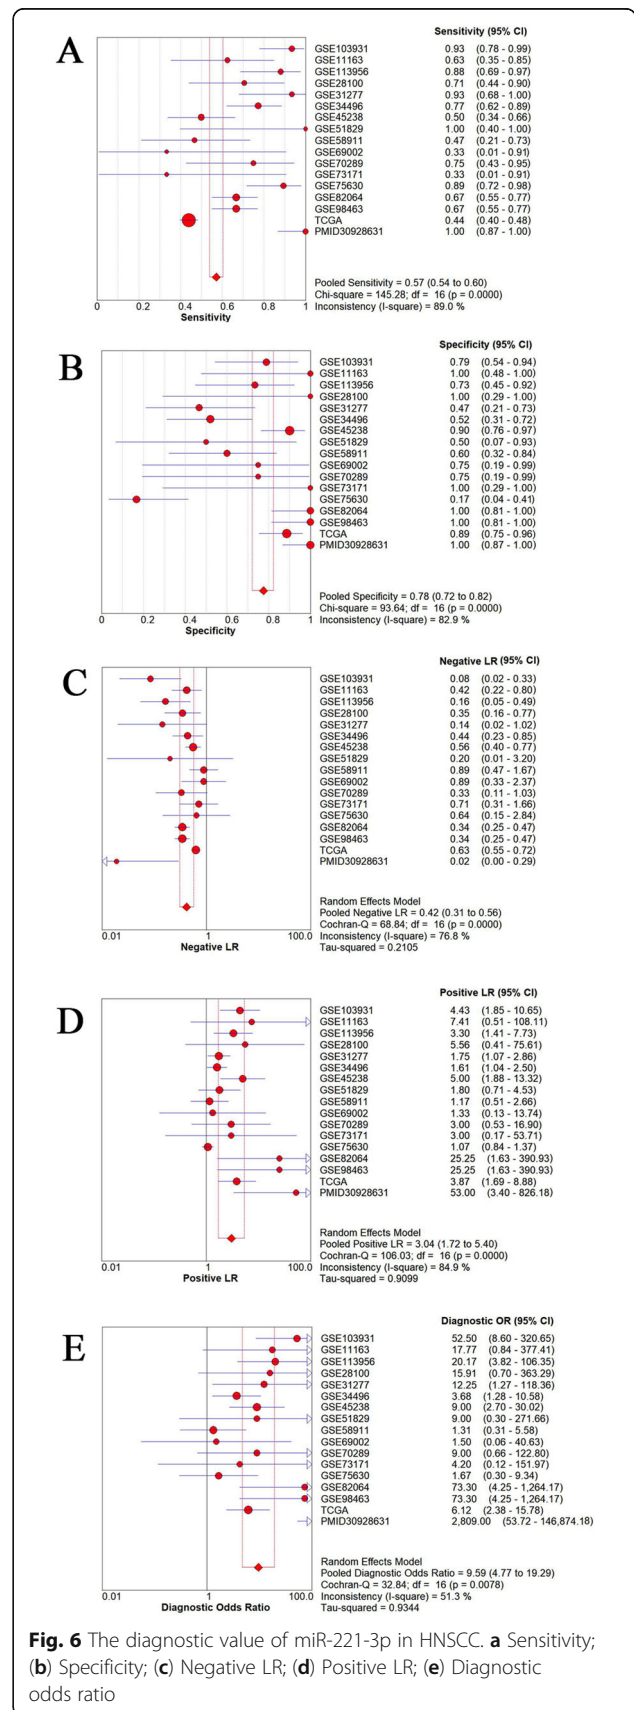 A
Sensitivity (95% CI)
GSE103931 0.93 (0.78 - 0.99)
GSE11163 0.63 (0.35 - 0.85)
GSE113956 0.88 (0.69 - 0.97)
GSE28100 0.71 (0.44 - 0.90)
GSE31277 0.93 (0.68 - 1.00)
GSE34496 0.77 (0.62 - 0.89)
GSE45238 0.50 (0.34 - 0.66)
GSE51829 1.00 (0.40 - 1.00)
GSE58911 0.47 (0.21 - 0.73)
GSE69002 0.33 (0.01 - 0.91)
GSE70289 0.75 (0.43 - 0.95)
GSE73171 0.33 (0.01 - 0.91)
GSE75630 0.89 (0.72 - 0.98)
GSE82064 0.67 (0.55 - 0.77)
GSE98463 0.67 (0.55 - 0.77)
TCGA 0.44 (0.40 - 0.48)
PMID30928631 1.00 (0.87 - 1.00)
Pooled Sensitivity = 0.57 (0.54 to 0.60)
Chi-square = 145.28; df = 16 (p = 0.0000)
Inconsistency (I-square) = 89.0 %
0 0.2 0.4 0.6 0.8 1
Sensitivity
B
Specificity (95% CI)
GSE103931 0.79 (0.54 - 0.94)
GSE11163 1.00 (0.48 - 1.00)
GSE113956 0.73 (0.45 - 0.92)
GSE28100 1.00 (0.29 - 1.00)
GSE31277 0.47 (0.21 - 0.73)
GSE34496 0.52 (0.31 - 0.72)
GSE45238 0.90 (0.76 - 0.97)
GSE51829 0.50 (0.07 - 0.93)
GSE58911 0.60 (0.32 - 0.84)
GSE69002 0.75 (0.19 - 0.99)
GSE70289 0.75 (0.19 - 0.99)
GSE73171 1.00 (0.29 - 1.00)
GSE75630 0.17 (0.04 - 0.41)
GSE82064 1.00 (0.81 - 1.00)
GSE98463 1.00 (0.81 - 1.00)
TCGA 0.89 (0.75 - 0.96)
PMID30928631 1.00 (0.87 - 1.00)
Pooled Specificity = 0.78 (0.72 to 0.82)
Chi-square = 93.64; df = 16 (p = 0.0000)
Inconsistency (I-square) = 82.9 %
0 0.2 0.4 0.6 0.8 1
Specificity
C
Negative LR (95% CI)
GSE103931 0.08 (0.02 - 0.33)
GSE11163 0.42 (0.22 - 0.80)
GSE113956 0.16 (0.05 - 0.49)
GSE28100 0.35 (0.16 - 0.77)
GSE31277 0.14 (0.02 - 1.02)
GSE34496 0.44 (0.23 - 0.85)
GSE45238 0.56 (0.40 - 0.77)
GSE51829 0.20 (0.01 - 3.20)
GSE58911 0.89 (0.47 - 1.67)
GSE69002 0.89 (0.33 - 2.37)
GSE70289 0.33 (0.11 - 1.03)
GSE73171 0.71 (0.31 - 1.66)
GSE75630 0.64 (0.15 - 2.84)
GSE82064 0.34 (0.25 - 0.47)
GSE98463 0.34 (0.25 - 0.47)
TCGA 0.63 (0.55 - 0.72)
PMID30928631 0.02 (0.00 - 0.29)
Random Effects Model
Pooled Negative LR = 0.42 (0.31 to 0.56)
Cochran-Q = 68.84; df = 16 (p = 0.0000)
Inconsistency (I-square) = 76.8 %
Tau-squared = 0.2105
0.01 1 100.0
Negative LR
D
Positive LR (95% CI)
GSE103931 4.43 (1.85 - 10.65)
GSE11163 7.41 (0.51 - 108.11)
GSE113956 3.30 (1.41 - 7.73)
GSE28100 5.56 (0.41 - 75.61)
GSE31277 1.75 (1.07 - 2.86)
GSE34496 1.61 (1.04 - 2.50)
GSE45238 5.00 (1.88 - 13.32)
GSE51829 1.80 (0.71 - 4.53)
GSE58911 1.17 (0.51 - 2.66)
GSE69002 1.33 (0.13 - 13.74)
GSE70289 3.00 (0.53 - 16.90)
GSE73171 3.00 (0.17 - 53.71)
GSE75630 1.07 (0.84 - 1.37)
GSE82064 25.25 (1.63 - 390.93)
GSE98463 25.25 (1.63 - 390.93)
TCGA 3.87 (1.69 - 8.88)
PMID30928631 53.00 (3.40 - 826.18)
Random Effects Model
Pooled Positive LR = 3.04 (1.72 to 5.40)
Cochran-Q = 106.03; df = 16 (p = 0.0000)
Inconsistency (I-square) = 84.9 %
Tau-squared = 0.9099
0.01 1 100.0
Positive LR
E
Diagnostic OR (95% CI)
GSE103931 52.50 (8.60 - 320.65)
GSE11163 17.77 (0.84 - 377.41)
GSE113956 20.17 (3.82 - 106.35)
GSE28100 15.91 (0.70 - 363.29)
GSE31277 12.25 (1.27 - 118.36)
GSE34496 3.68 (1.28 - 10.58)
GSE45238 9.00 (2.70 - 30.02)
GSE51829 9.00 (0.30 - 271.66)
GSE58911 1.31 (0.31 - 5.58)
GSE69002 1.50 (0.06 - 40.63)
GSE70289 9.00 (0.66 - 122.80)
GSE73171 4.20 (0.12 - 151.97)
GSE75630 1.67 (0.30 - 9.34)
GSE82064 73.30 (4.25 - 1,264.17)
GSE98463 73.30 (4.25 - 1,264.17)
TCGA 6.12 (2.38 - 15.78)
PMID30928631 2,809.00 (53.72 - 146,874.18)
Random Effects Model
Pooled Diagnostic Odds Ratio = 9.59 (4.77 to 19.29)
Cochran-Q = 32.84; df = 16 (p = 0.0078)
Inconsistency (I-square) = 51.3 %
Tau-squared = 0.9344
0.01 1 100.0
Diagnostic Odds Ratio
Fig. 6 The diagnostic value of miR-221-3p in HNSCC. a Sensitivity;
(b) Specificity; (c) Negative LR; (d) Positive LR; (e) Diagnostic
odds ratio